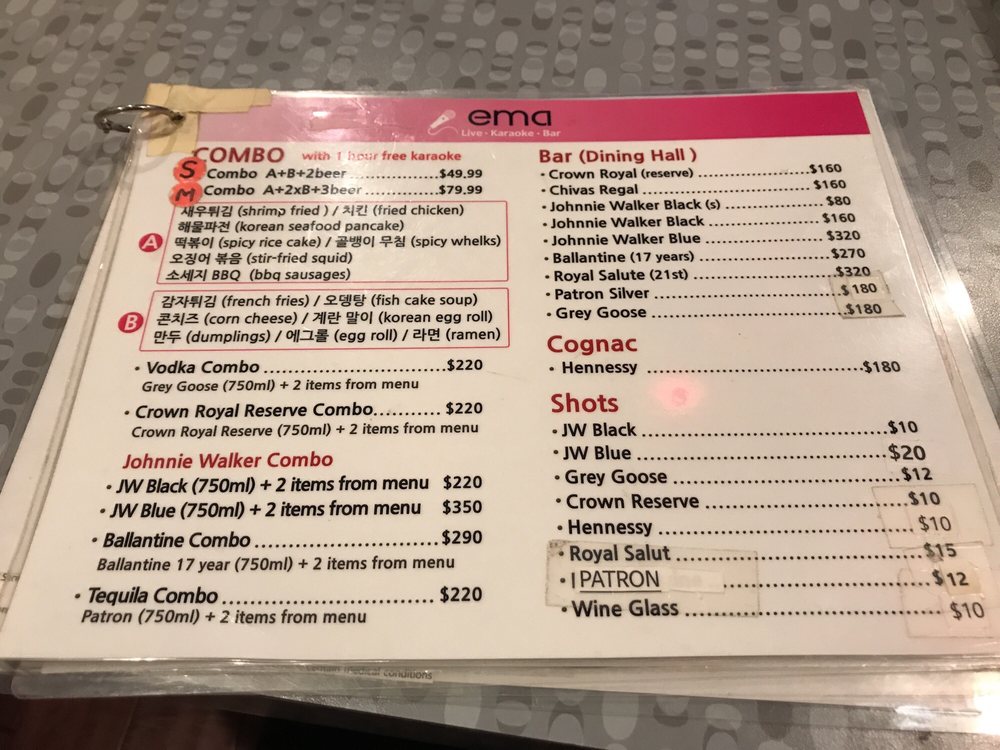 ema
Live · Karaoke · Bar
COMBO with 1 hour free karaoke
S Combo A+B+2beer ....................$49.99
M Combo A+2xB+3beer ................$79.99
A
새우튀김 (shrimp fried ) / 치킨 (fried chicken)
해물파전 (korean seafood pancake)
떡볶이 (spicy rice cake) / 골뱅이 무침 (spicy whelks)
오징어 볶음 (stir-fried squid)
소세지 BBQ (bbq sausages)
B
감자튀김 (french fries) / 오뎅탕 (fish cake soup)
콘치즈 (corn cheese) / 계란 말이 (korean egg roll)
만두 (dumplings) / 에그롤 (egg roll) / 라면 (ramen)
· Vodka Combo ...............................$220
Grey Goose (750ml) + 2 items from menu
· Crown Royal Reserve Combo........... $220
Crown Royal Reserve (750ml) + 2 items from menu
Johnnie Walker Combo
· JW Black (750ml) + 2 items from menu $220
· JW Blue (750ml) + 2 items from menu $350
· Ballantine Combo ..............................$290
Ballantine 17 year (750ml) + 2 items from menu
· Tequila Combo .................................. $220
Patron (750ml) + 2 items from menu
Bar (Dining Hall )
· Crown Royal (reserve) .........................$160
· Chivas Regal ....................................$160
· Johnnie Walker Black (s) ...................$80
· Johnnie Walker Black .........................$160
· Johnnie Walker Blue ..........................$320
· Ballantine (17 years) ...........................$270
· Royal Salute (21st) .............................$320
· Patron Silver .....................................$180
· Grey Goose .......................................$180
Cognac
· Hennessy ..........................................$180
Shots
· JW Black ............................................$10
· JW Blue .............................................$20
· Grey Goose .........................................$12
· Crown Reserve ...................................$10
· Hennessy ............................................$10
· Royal Salut ..........................................$15
· PATRON ..............................$12
· Wine Glass ..........................................$10
certain medical conditions